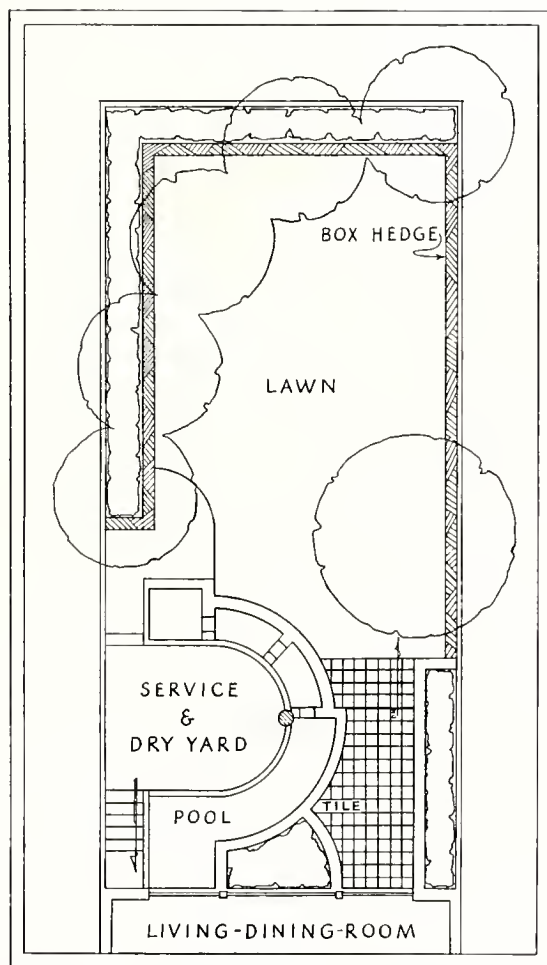 BOX HEDGE
LAWN
SERVICE
&
DRY YARD
TILE
POOL
LIVING-DINING-ROOM